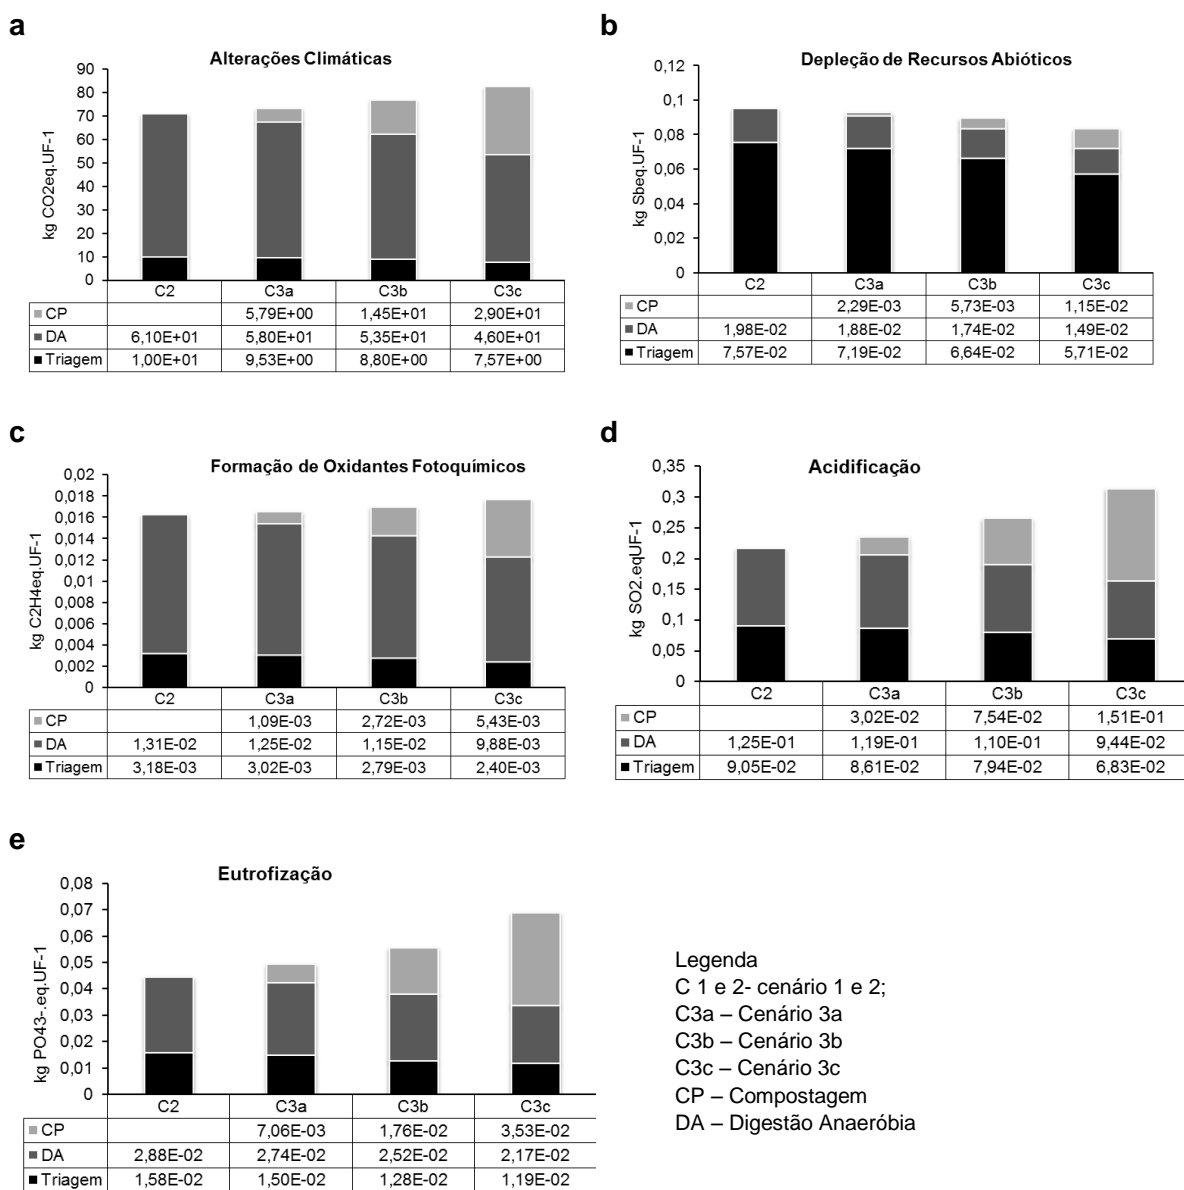 a
Alterações Climáticas
kg CO2eq.UF-1
90
80
70
60
50
40
30
20
10
0
C2 C3a C3b C3c
CP 5,79E+00 1,45E+01 2,90E+01
DA 6,10E+01 5,80E+01 5,35E+01 4,60E+01
Triagem 1,00E+01 9,53E+00 8,80E+00 7,57E+00
b
Depleção de Recursos Abióticos
kg Sbeq.UF-1
0,12
0,1
0,08
0,06
0,04
0,02
0
C2 C3a C3b C3c
CP 2,29E-03 5,73E-03 1,15E-02
DA 1,98E-02 1,88E-02 1,74E-02 1,49E-02
Triagem 7,57E-02 7,19E-02 6,64E-02 5,71E-02
c
Formação de Oxidantes Fotoquímicos
kg C2H4eq.UF-1
0,02
0,018
0,016
0,014
0,012
0,01
0,008
0,006
0,004
0,002
0
C2 C3a C3b C3c
CP 1,09E-03 2,72E-03 5,43E-03
DA 1,31E-02 1,25E-02 1,15E-02 9,88E-03
Triagem 3,18E-03 3,02E-03 2,79E-03 2,40E-03
d
Acidificação
kg SO2.eqUF-1
0,35
0,3
0,25
0,2
0,15
0,1
0,05
0
C2 C3a C3b C3c
CP 3,02E-02 7,54E-02 1,51E-01
DA 1,25E-01 1,19E-01 1,10E-01 9,44E-02
Triagem 9,05E-02 8,61E-02 7,94E-02 6,83E-02
e
Eutrofização
kg PO43-.eq.UF-1
0,08
0,07
0,06
0,05
0,04
0,03
0,02
0,01
0
C2 C3a C3b C3c
CP 7,06E-03 1,76E-02 3,53E-02
DA 2,88E-02 2,74E-02 2,52E-02 2,17E-02
Triagem 1,58E-02 1,50E-02 1,28E-02 1,19E-02
Legenda
C 1 e 2- cenário 1 e 2;
C3a – Cenário 3a
C3b – Cenário 3b
C3c – Cenário 3c
CP – Compostagem
DA – Digestão Anaeróbia